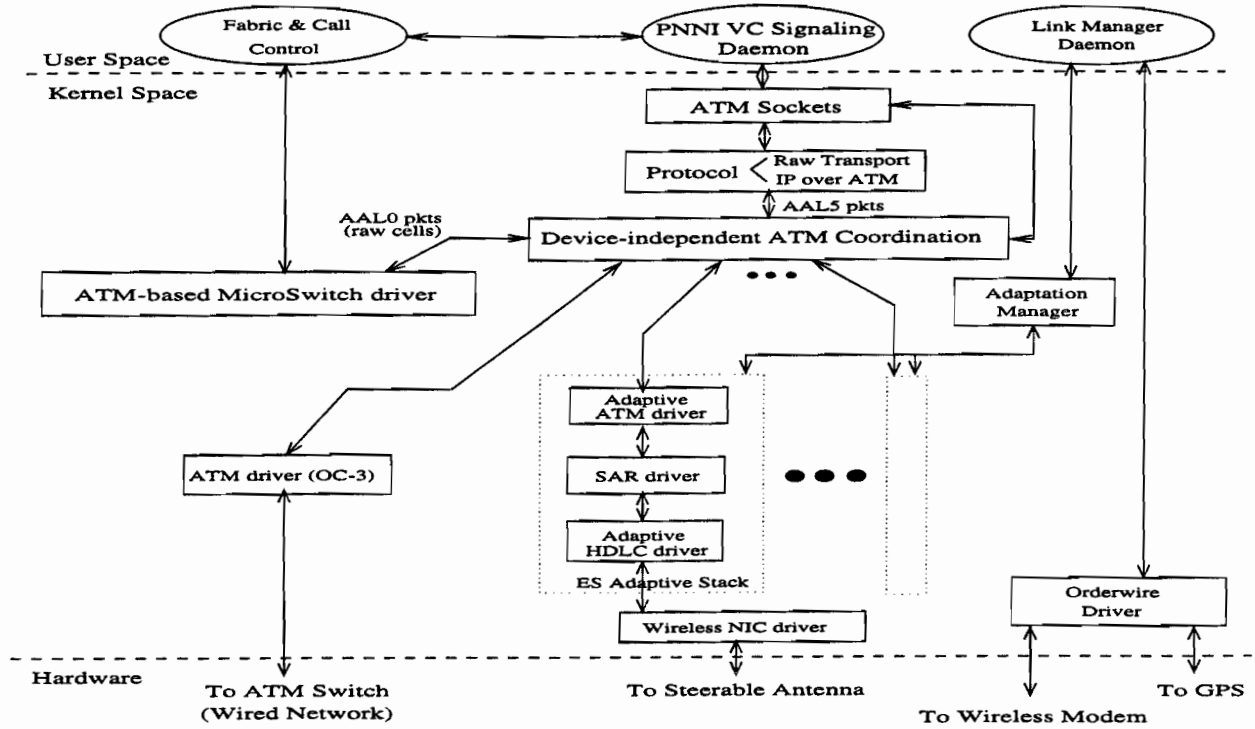 Fabric & Call
Control
PNNI VC Signaling
Daemon
Link Manager
Daemon
User Space
Kernel Space
ATM Sockets
Protocol
Raw Transport
IP over ATM
AAL5 pkts
AAL0 pkts
(raw cells)
Device-independent ATM Coordination
ATM-based MicroSwitch driver
Adaptation
Manager
Adaptive
ATM driver
ATM driver (OC-3)
SAR driver
Adaptive
HDLC driver
ES Adaptive Stack
Orderwire
Driver
Wireless NIC driver
Hardware
To ATM Switch
(Wired Network)
To Steerable Antenna
To GPS
To Wireless Modem